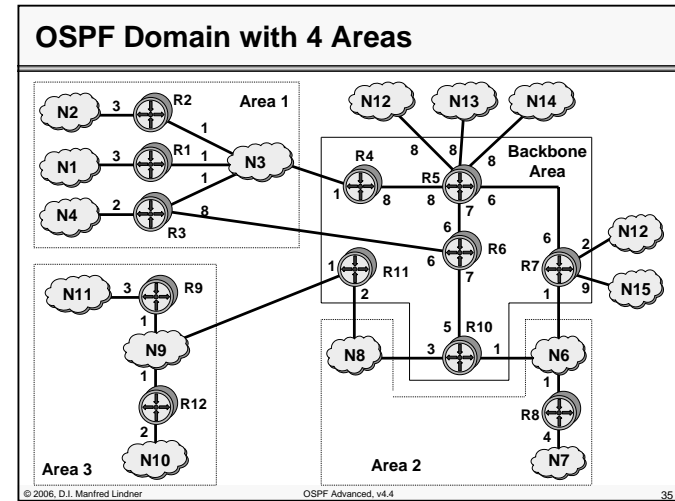 OSPF Domain with 4 Areas
N2
3
R2
Area 1
1
N1
3
R1
1
N3
N4
2
R3
1
8
N12
N13
N14
8
8
8
Backbone
Area
R4
1
8
R5
8
6
7
6
R6
6
7
6
R7
2
N12
9
N15
1
1
R11
2
N11
3
R9
1
N9
1
R12
2
N10
Area 3
N8
3
5
R10
1
N6
1
R8
4
N7
Area 2
© 2006, D.I. Manfred Lindner
OSPF Advanced, v4.4
35